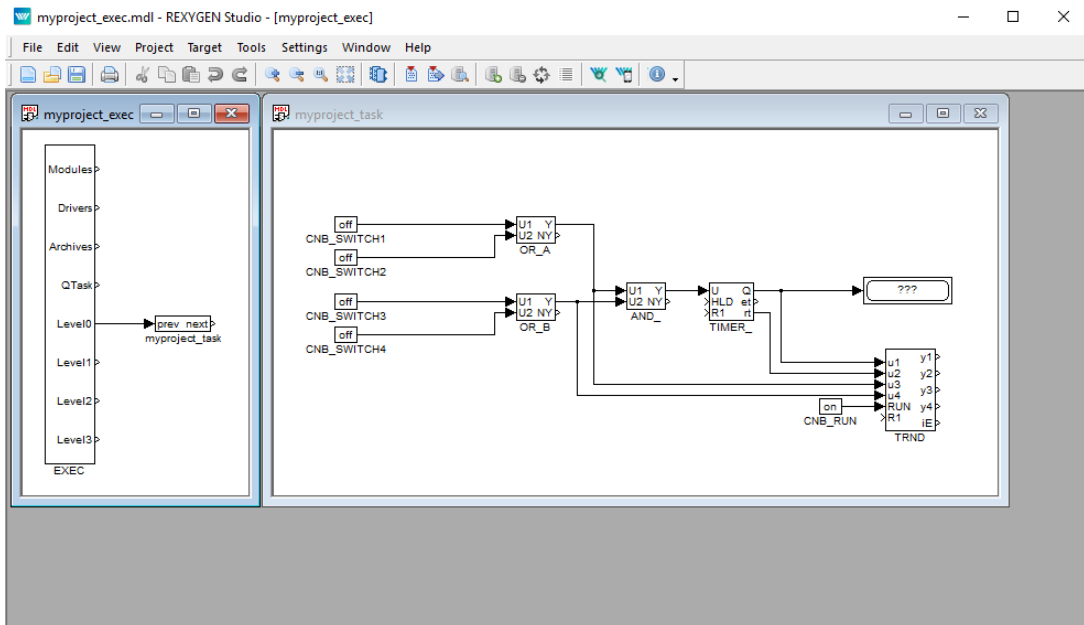 myproject_exec.mdl - REXYGEN Studio - [myproject_exec]
File Edit View Project Target Tools Settings Window Help
myproject_exec
Modules
Drivers
Archives
QTask
Level0
prev next
myproject_task
Level1
Level2
Level3
EXEC
myproject_task
off
CNB_SWITCH1
off
CNB_SWITCH2
U1 Y
U2 NY
OR_A
off
CNB_SWITCH3
off
CNB_SWITCH4
U1 Y
U2 NY
OR_B
U1 Y
U2 NY
AND_
U Q
HLD et
R1 rt
TIMER_
???
on
CNB_RUN
u1 y1
u2 y2
u3 y3
u4
RUN y4
R1 iE
TRND